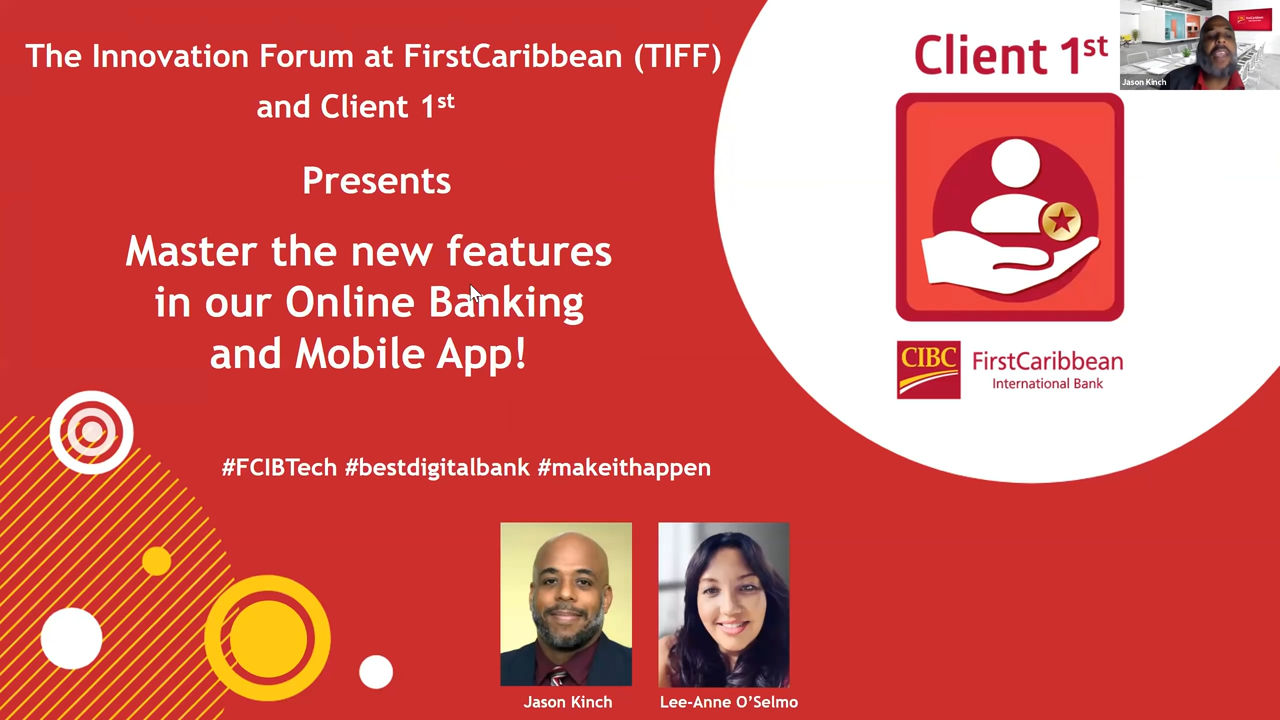 The Innovation Forum at FirstCaribbean (TIFF)
and Client 1st
Presents
Master the new features
in our Online Banking
and Mobile App!
#FCIBTech #bestdigitalbank #makeithappen
Jason Kinch
Lee-Anne O'Selmo
Client 1st
CIBC FirstCaribbean
International Bank
Jason Kinch